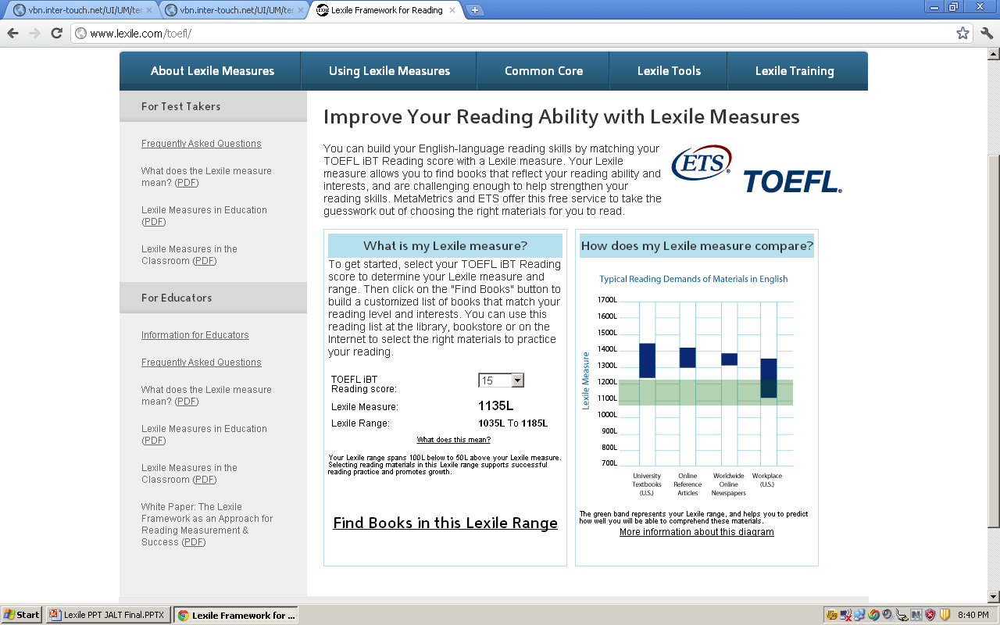 vbn.inter-touch.net/UI/UM/ter
vbn.inter-touch.net/UI/UM/ter
LEXILE
Lexile Framework for Reading
www.lexile.com/toefl/
About Lexile Measures
Using Lexile Measures
Common Core
Lexile Tools
Lexile Training
For Test Takers
Frequently Asked Questions
What does the Lexile measure
mean? (PDF)
Lexile Measures in Education
(PDF)
Lexile Measures in the
Classroom (PDF)
For Educators
Information for Educators
Frequently Asked Questions
What does the Lexile measure
mean? (PDF)
Lexile Measures in Education
(PDF)
Lexile Measures in the
Classroom (PDF)
White Paper: The Lexile
Framework as an Approach for
Reading Measurement &
Success (PDF)
Improve Your Reading Ability with Lexile Measures
You can build your English-language reading skills by matching your
TOEFL iBT Reading score with a Lexile measure. Your Lexile
measure allows you to find books that reflect your reading ability and
interests, and are challenging enough to help strengthen your
reading skills. MetaMetrics and ETS offer this free service to take the
guesswork out of choosing the right materials for you to read.
ETS®
TOEFL®
What is my Lexile measure?
To get started, select your TOEFL iBT Reading
score to determine your Lexile measure and
range. Then click on the "Find Books" button to
build a customized list of books that match your
reading level and interests. You can use this
reading list at the library, bookstore or on the
Internet to select the right materials to practice
your reading.
TOEFL iBT
Reading score:
15
Lexile Measure:
1135L
Lexile Range:
1035L To 1185L
What does this mean?
Your Lexile range spans 100L below to 50L above your Lexile measure.
Selecting reading materials in this Lexile range supports successful
reading practice and promotes growth.
Find Books in this Lexile Range
How does my Lexile measure compare?
Typical Reading Demands of Materials in English
Lexile Measure
1700L
1600L
1500L
1400L
1300L
1200L
1100L
1000L
900L
800L
700L
University
Textbooks
(U.S.)
Online
Reference
Articles
Worldwide
Online
Newspapers
Workplace
(U.S.)
The green band represents your Lexile range, and helps you to predict
how well you will be able to comprehend these materials.
More information about this diagram
Start
Lexile PPT JALT Final.PPTX
Lexile Framework for ...
8:40 PM